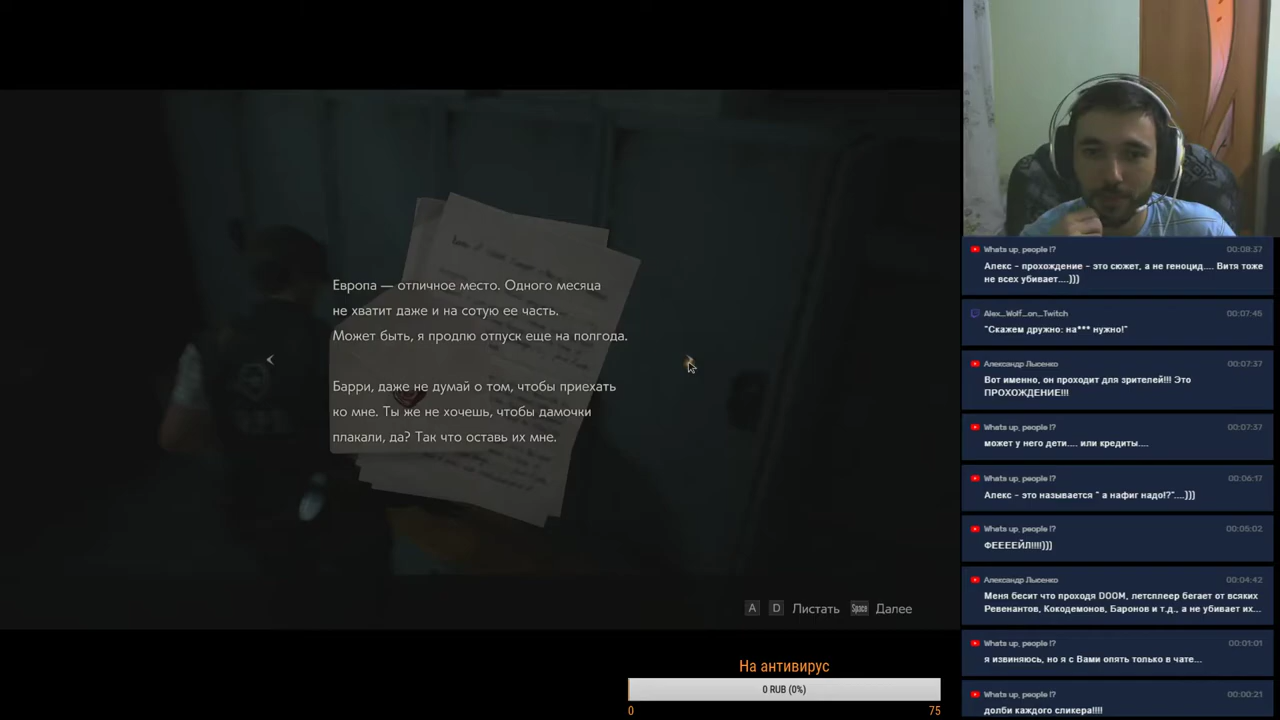 Европа — отличное место. Одного месяца
не хватит даже и на сотую ее часть.
Может быть, я продлю отпуск еще на полгода.
Барри, даже не думай о том, чтобы приехать
ко мне. Ты же не хочешь, чтобы дамочки
плакали, да? Так что оставь их мне.
A D Листать Space Далее
На антивирус
0 RUB (0%)
0 75
Whats up, people !? 00:08:37
Алекс - прохождение - это сюжет, а не геноцид.... Витя тоже
не всех убивает....)))
Alex_Wolf_on_Twitch 00:07:45
"Скажем дружно: на*** нужно!"
Александр Лысенко 00:07:37
Вот именно, он проходит для зрителей!!! Это
ПРОХОЖДЕНИЕ!!!
Whats up, people !? 00:07:37
может у него дети.... или кредиты....
Whats up, people !? 00:06:17
Алекс - это называется " а нафиг надо!?"....)))
Whats up, people !? 00:05:02
ФЕЕЕЕЙЛ!!!!)))
Александр Лысенко 00:04:42
Меня бесит что проходя DOOM, летсплеер бегает от всяких
Ревенантов, Кокодемонов, Баронов и т.д., а не убивает их...
Whats up, people !? 00:01:01
я извиняюсь, но я с Вами опять только в чате...
Whats up, people !? 00:00:21
долби каждого сликера!!!!